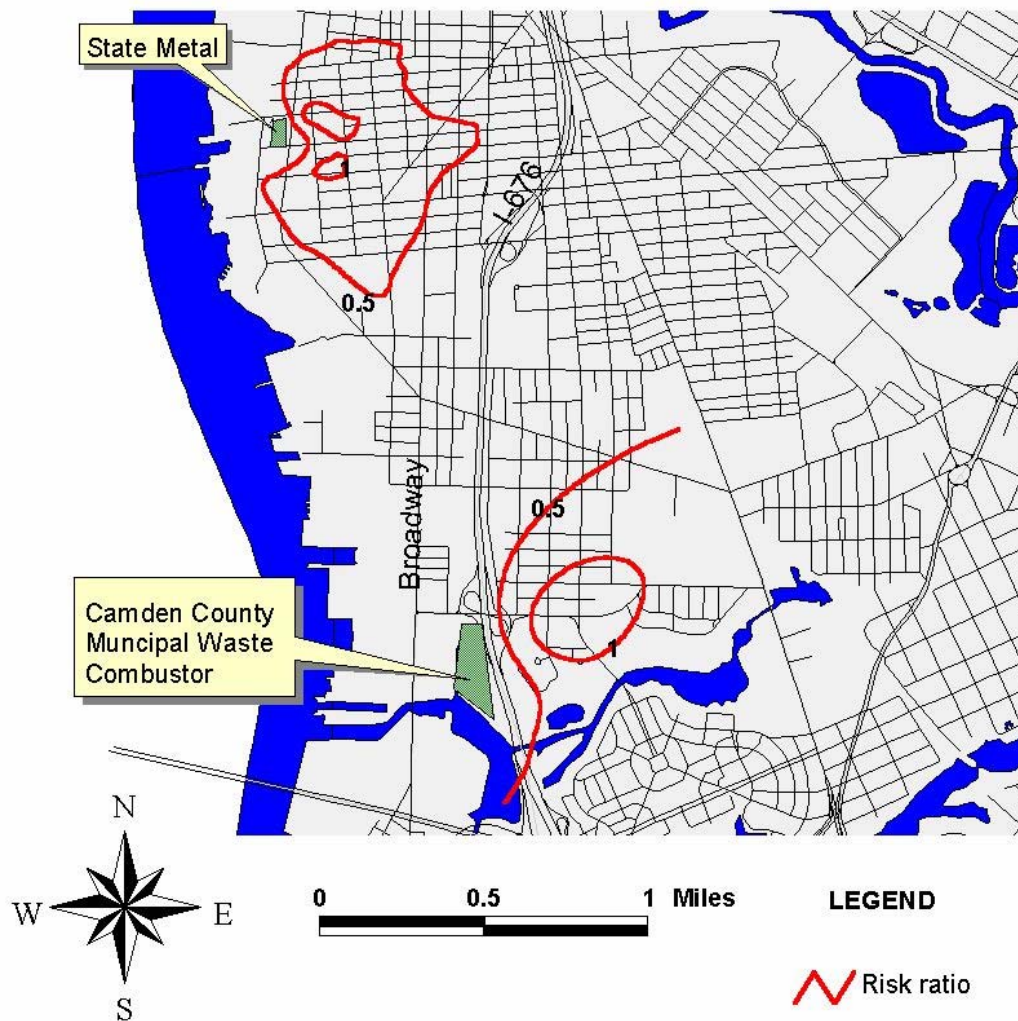 State Metal
I-676
1
0.5
Broadway
0.5
Camden County
Muncipal Waste
Combustor
1
N
W
E
S
0 0.5 1 Miles
LEGEND
Risk ratio